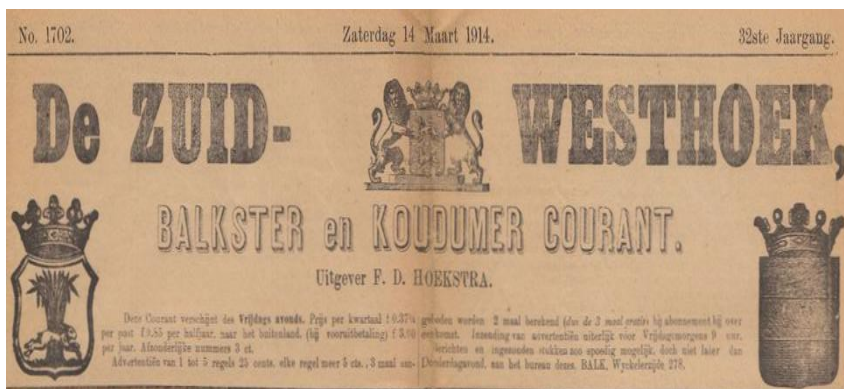 No. 1702. Zaterdag 14 Maart 1914. 32ste Jaargang.
De ZUID- WESTHOEK,
BALKSTER en KOUDUMER COURANT.
Uitgever F. D. HOEKSTRA.
Deze Courant verschijnt des Vrijdags avonds. Prijs per kwartaal f 0.37½
per post f 0.85 per halfjaar, naar het buitenland, (bij vooruitbetaling) f 3.00
per jaar. Afzonderlijke nummers 3 ct.
Advertentiën van 1 tot 5 regels 25 cents, elke regel meer 5 cts., 3 maal aan-
geboden worden 2 maal berekend (dus de 3 maal gratis) bij abonnement bij over
eenkomst. Inzending van advertentiën uiterlijk voor Vrijdagmorgens 9 uur.
Berichten en ingezonden stukken zoo spoedig mogelijk, doch niet later dan
Donderdagavond, aan het bureau dezes. BALK, Wyckelerzijde 278.